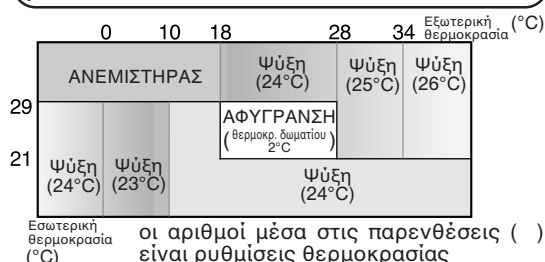 0 10 18 28 34 Εξωτερική θερμοκρασία (°C)
ΑΝΕΜΙΣΤΗΡΑΣ
Ψύξη
(24°C)
Ψύξη
(25°C)
Ψύξη
(26°C)
29
ΑΦΥΓΡΑΝΣΗ
(θερμοκρ. δωματίου)
2°C
21
Ψύξη
(24°C)
Ψύξη
(23°C)
Ψύξη
(24°C)
Εσωτερική
θερμοκρασία
(°C)
οι αριθμοί μέσα στις παρενθέσεις ( )
είναι ρυθμίσεις θερμοκρασίας